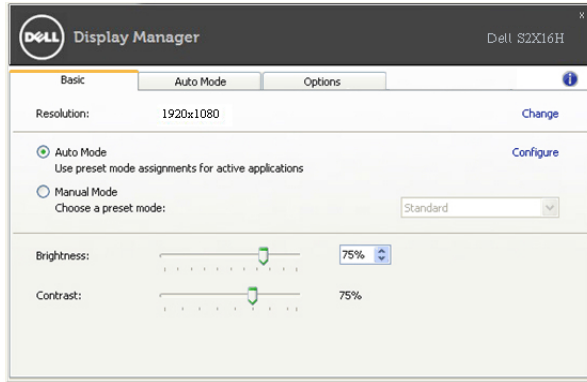 DELL Display Manager
x
Dell S2X16H
Basic Auto Mode Options i
Resolution: 1920x1080 Change
Auto Mode Configure
Use preset mode assignments for active applications
Manual Mode
Choose a preset mode: Standard
Brightness: 75%
Contrast: 75%